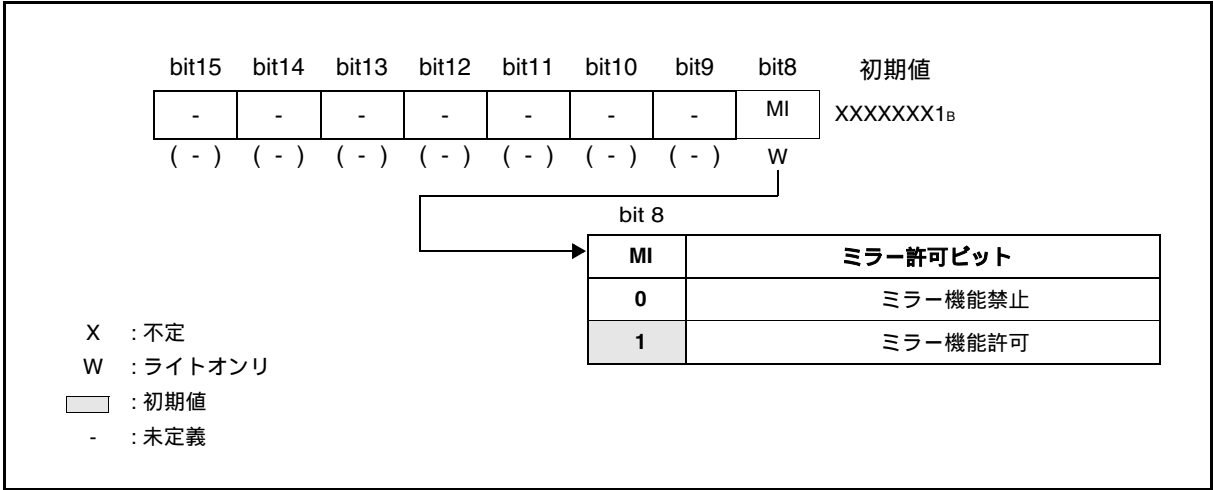 bit15 bit14 bit13 bit12 bit11 bit10 bit9 bit8 初期値
- - - - - - - MI XXXXXXX1B
( - ) ( - ) ( - ) ( - ) ( - ) ( - ) ( - ) W
bit 8
MI ミラー許可ビット
0 ミラー機能禁止
1 ミラー機能許可
X : 不定
W : ライトオンリ
: 初期値
- : 未定義